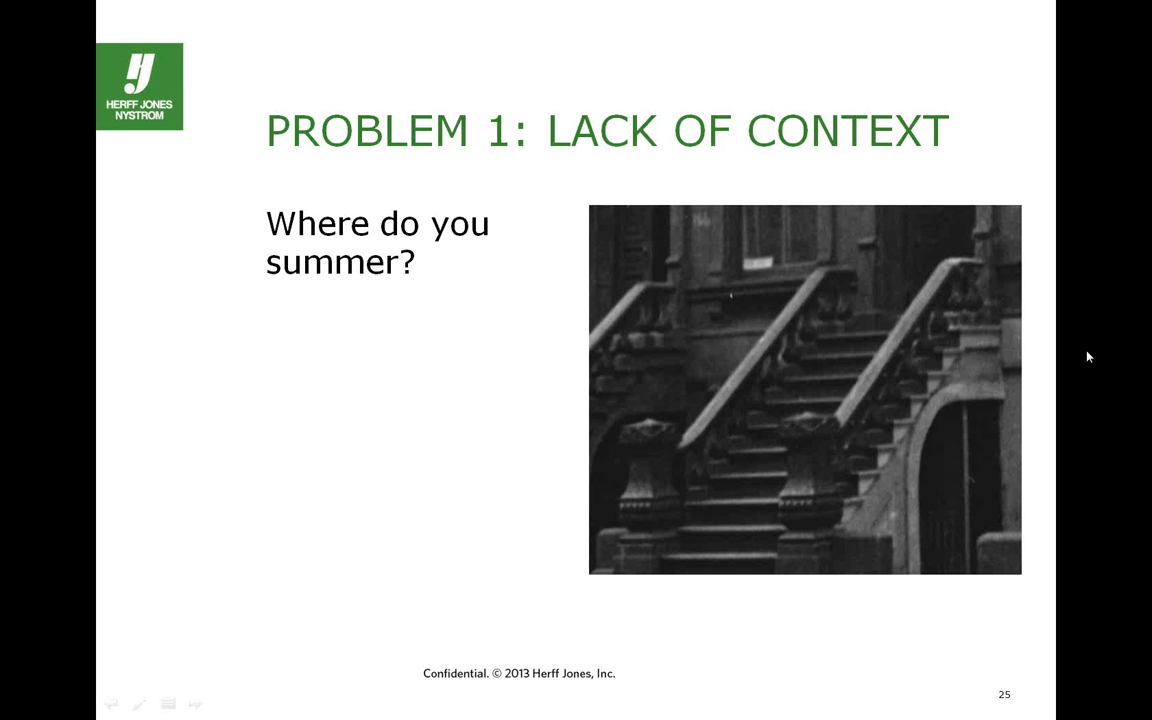 HERFF JONES
NYSTROM
PROBLEM 1: LACK OF CONTEXT
Where do you
summer?
Confidential. © 2013 Herff Jones, Inc.
25